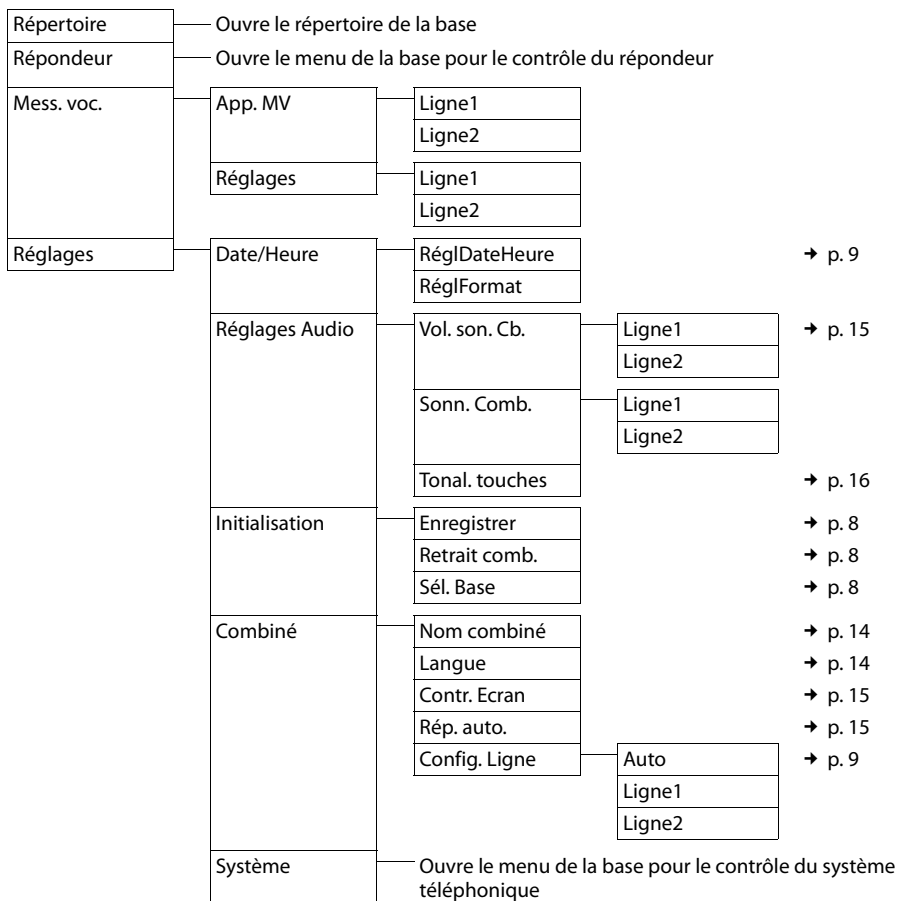 Répertoire Ouvre le répertoire de la base
Répondeur Ouvre le menu de la base pour le contrôle du répondeur
Mess. voc. App. MV Ligne1
Ligne2
Réglages Ligne1
Ligne2
Réglages Date/Heure RéglDateHeure ➔ p. 9
RéglFormat
Réglages Audio Vol. son. Cb. Ligne1 ➔ p. 15
Ligne2
Sonn. Comb. Ligne1
Ligne2
Tonal. touches ➔ p. 16
Initialisation Enregistrer ➔ p. 8
Retrait comb. ➔ p. 8
Sél. Base ➔ p. 8
Combiné Nom combiné ➔ p. 14
Langue ➔ p. 14
Contr. Ecran ➔ p. 15
Rép. auto. ➔ p. 15
Config. Ligne Auto ➔ p. 9
Ligne1
Ligne2
Système Ouvre le menu de la base pour le contrôle du système
téléphonique